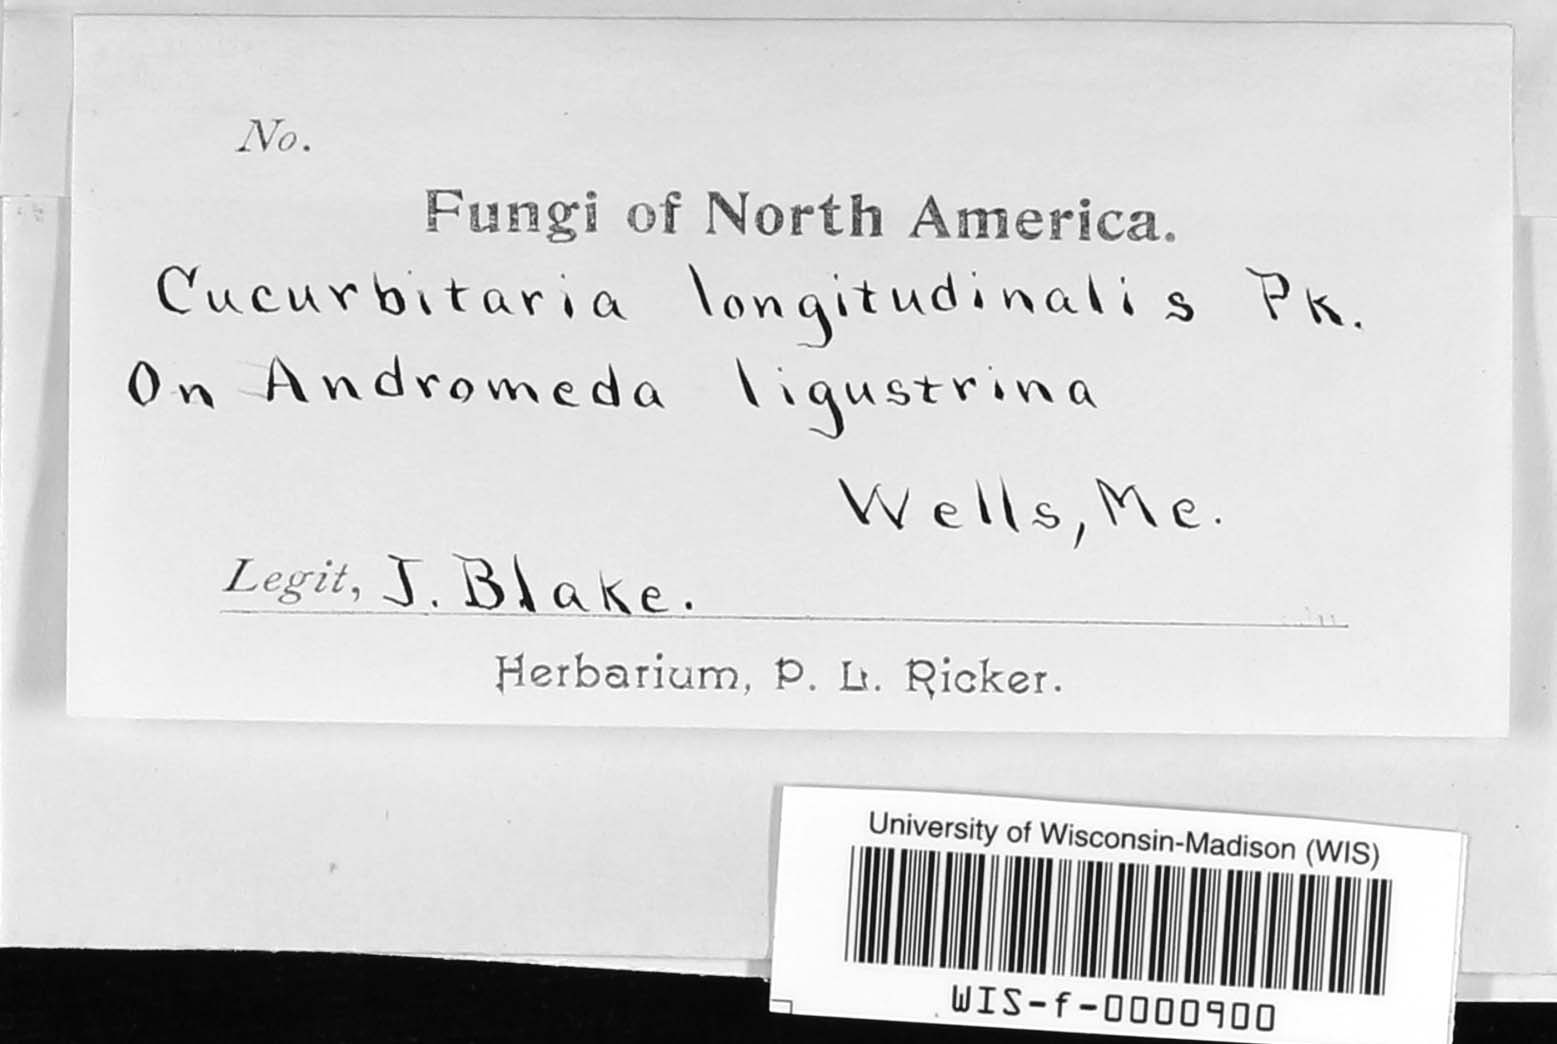 No.
Fungi of North America.
Cucurbitaria longitudinalis Pk.
On Andromeda ligustrina
Wells, Me.
Legit, J. Blake.
Herbarium, P. L. Ricker.
University of Wisconsin-Madison (WIS)
WIS-f-0000900